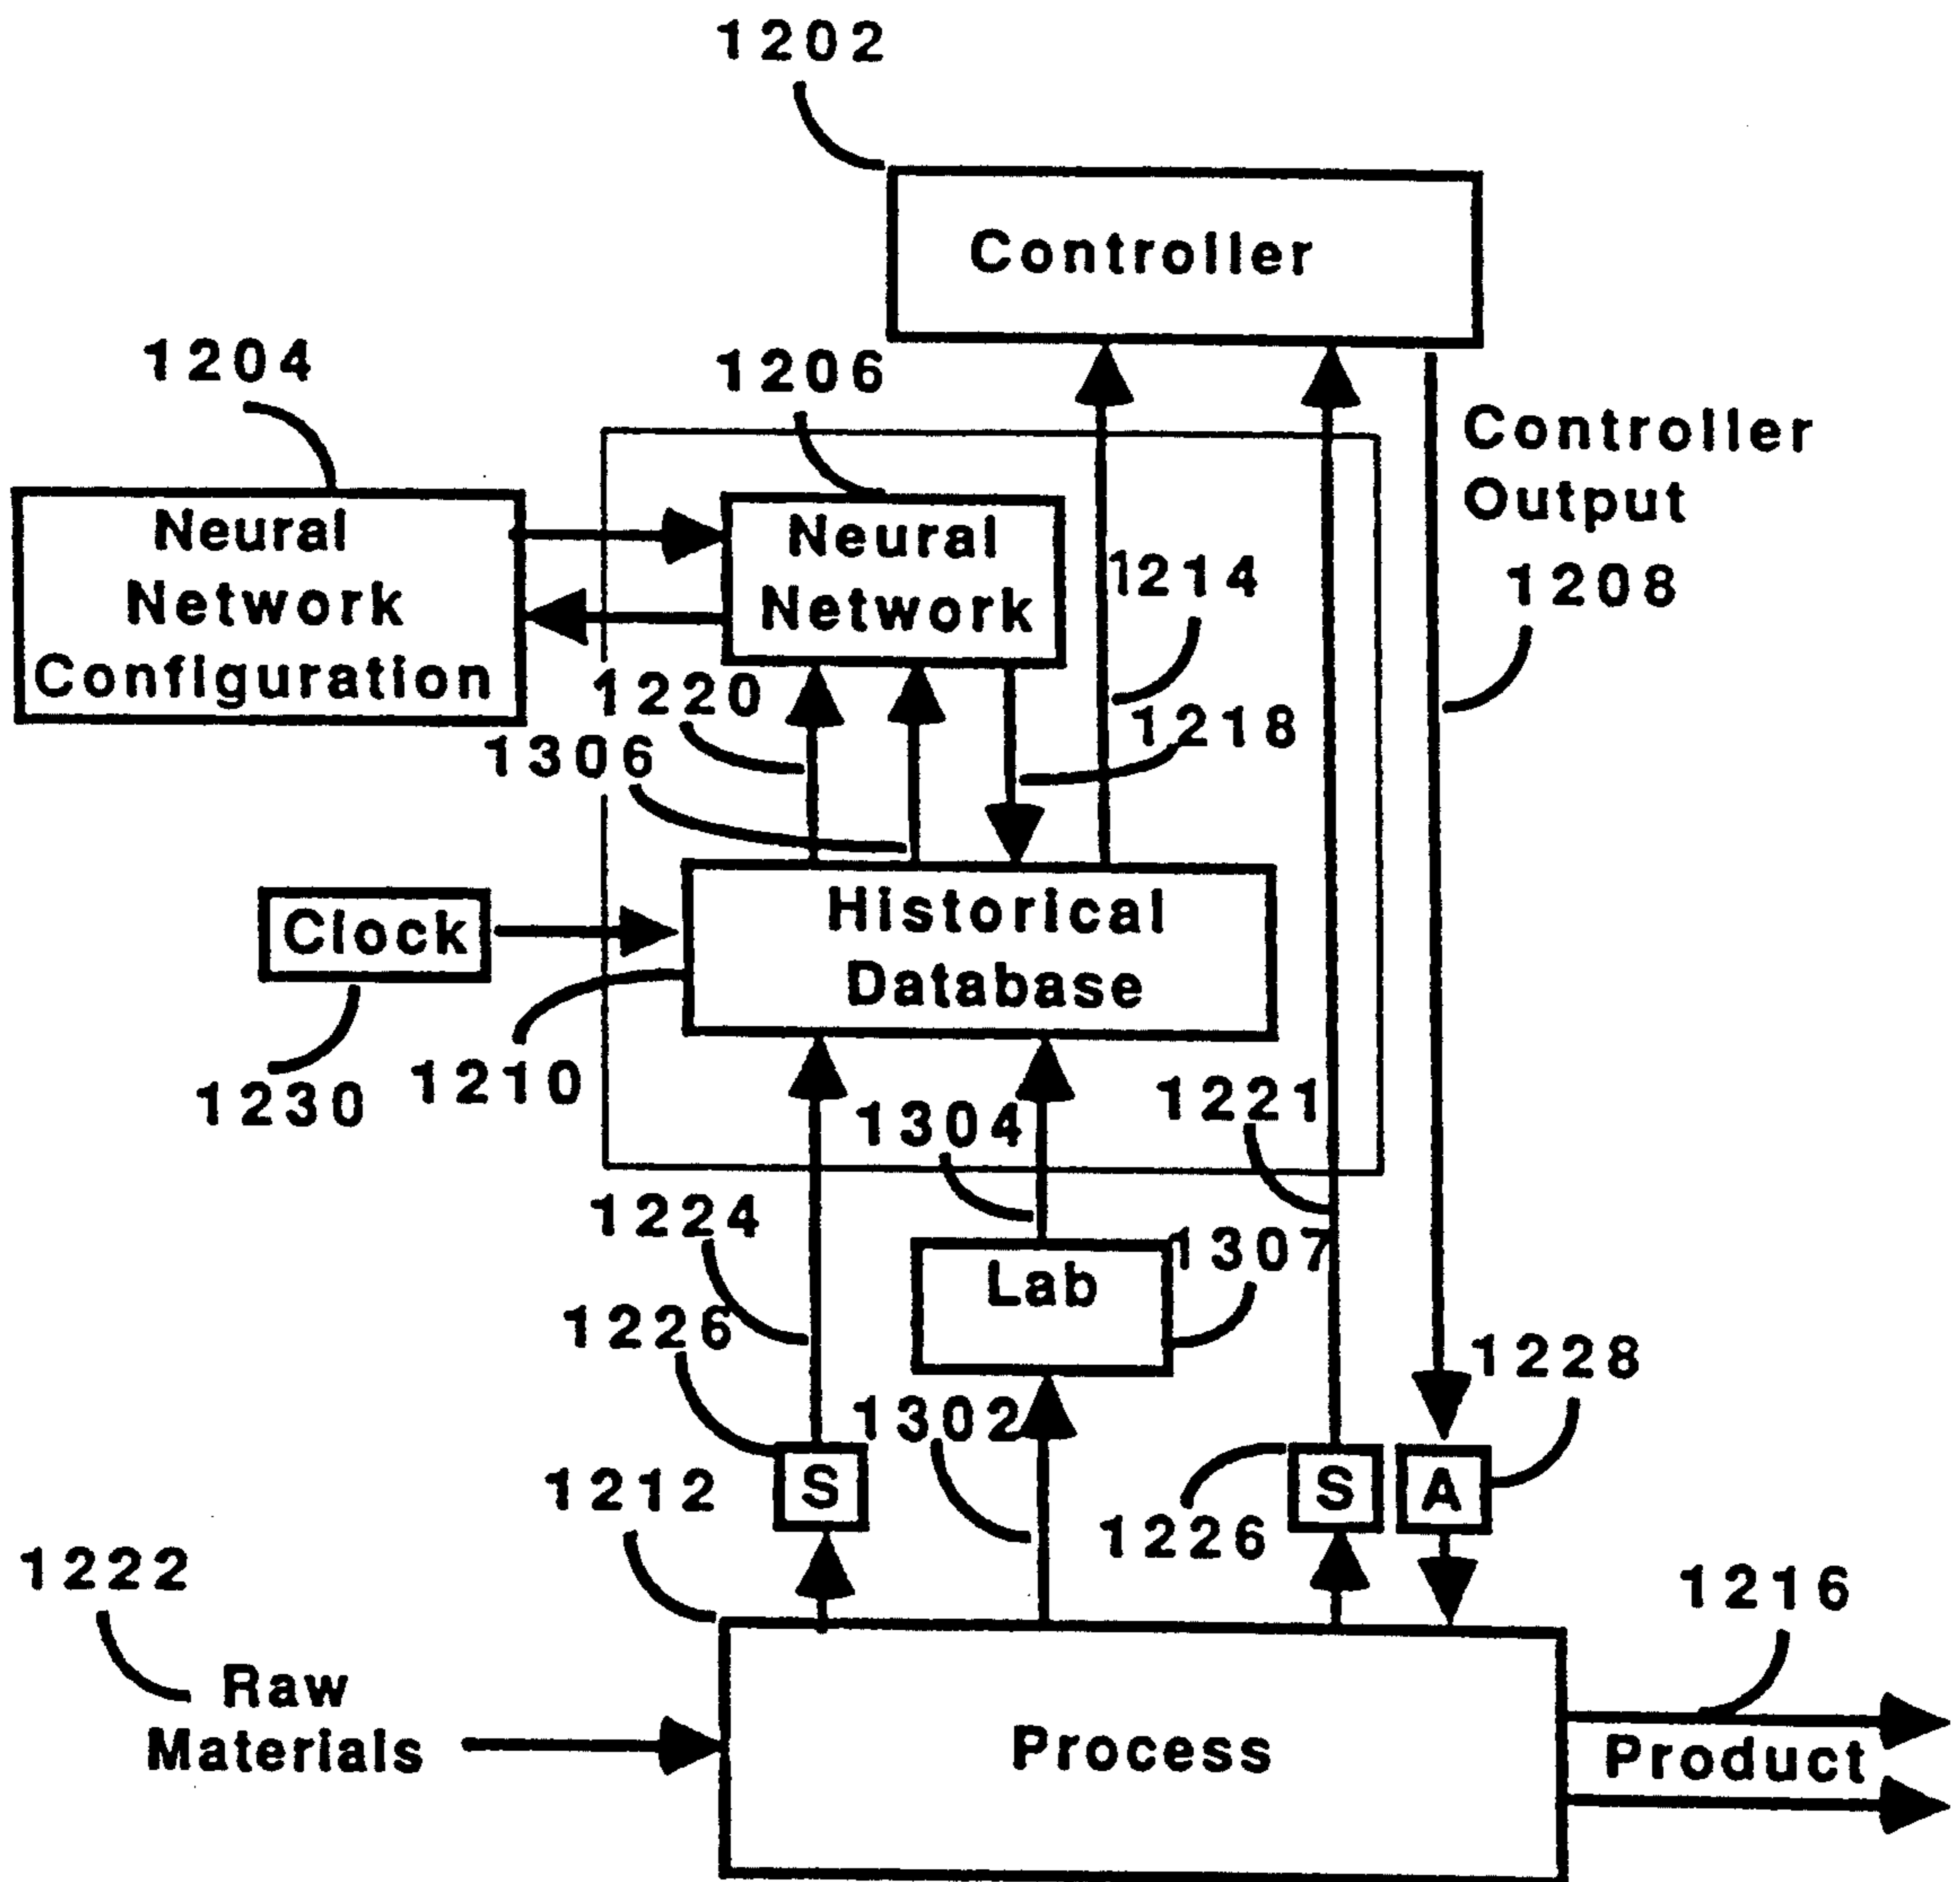 1202
Controller
1204
1206
Controller
Output
1208
Neural
Network
Configuration
Neural
Network
1214
1220
1218
1306
Historical
Database
Clock
1230
1210
1304
1221
1224
1307
Lab
1226
1228
1302
1212
S
S
A
1226
1222
1216
Raw
Materials
Process
Product